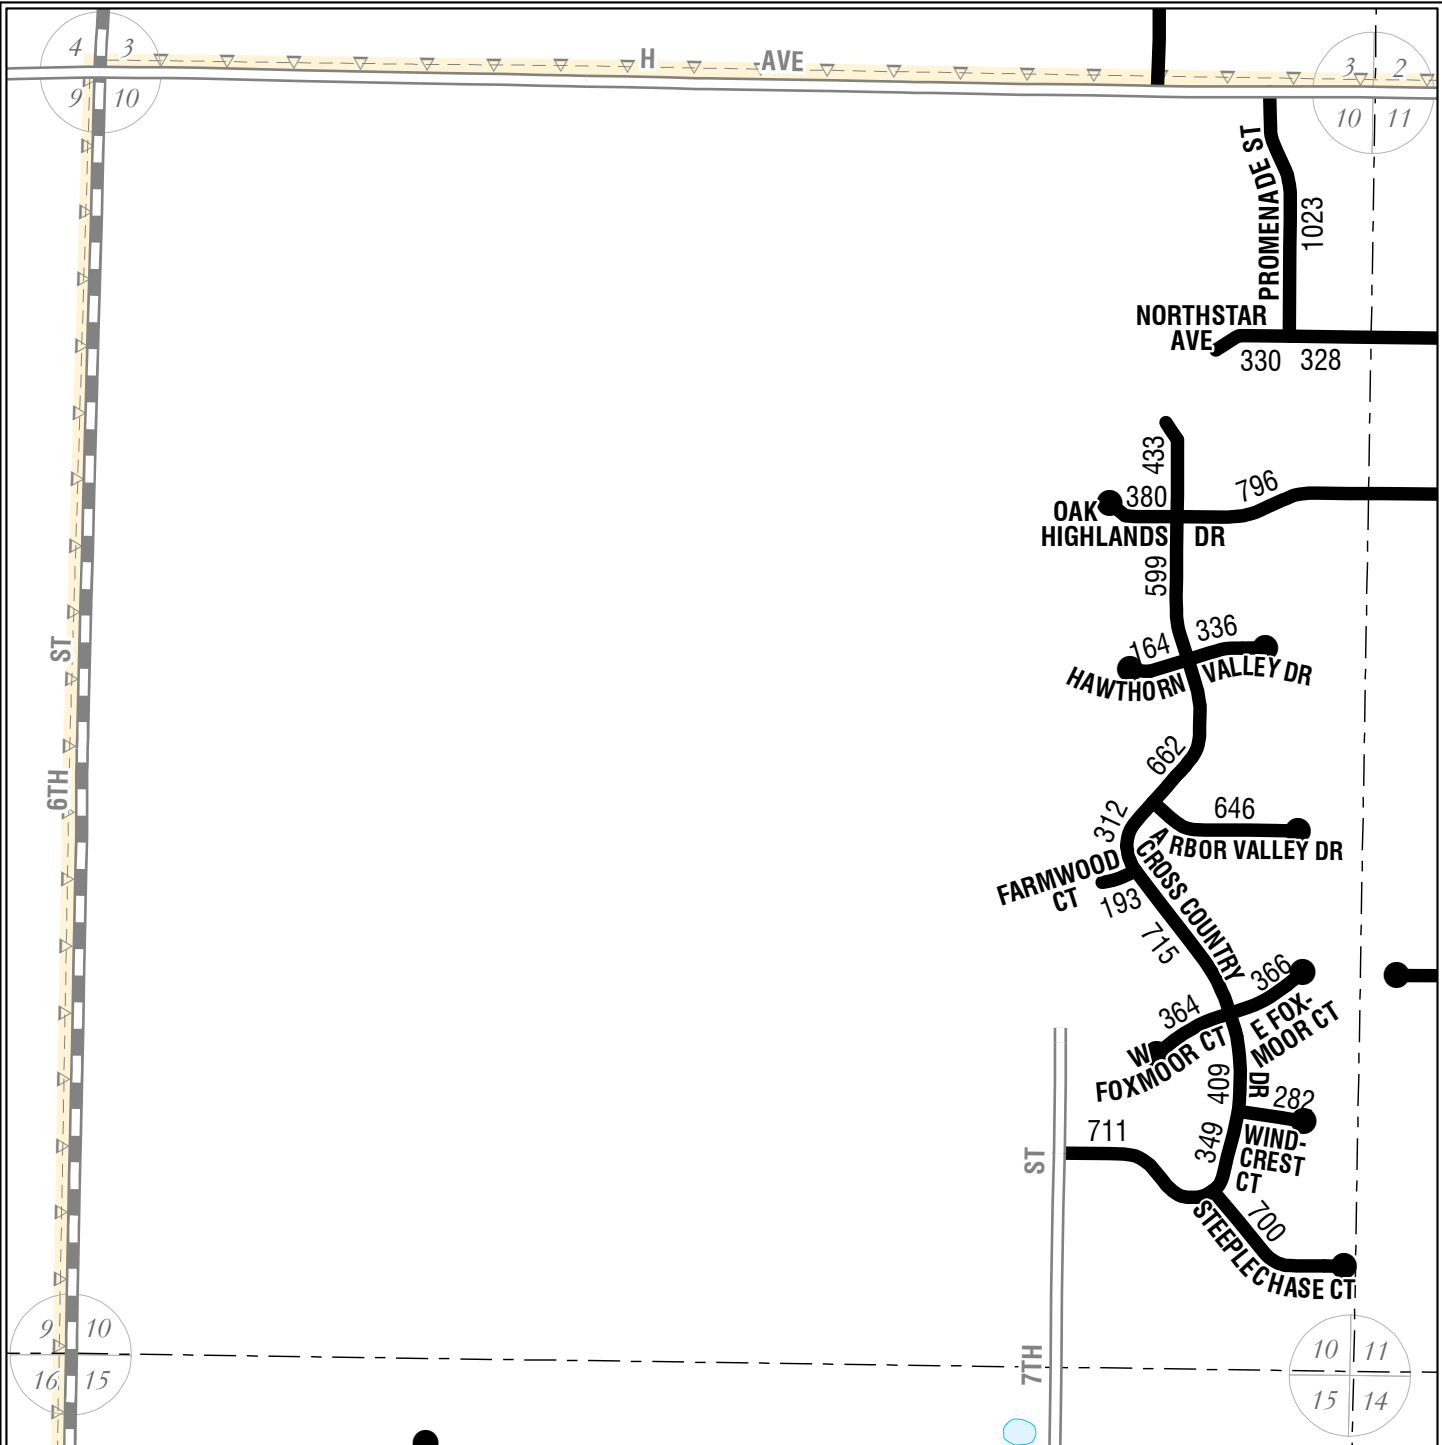 4 3
9 10
H AVE
3 2
10 11
PROMENADE ST
1023
NORTHSTAR
AVE
330 328
433
380
796
OAK
HIGHLANDS DR
599
164
336
HAWTHORN VALLEY DR
ST
6TH
662
312
646
ARBOR VALLEY DR
FARMWOOD
CT
193
CROSS COUNTRY DR
715
366
364
E FOX-
MOOR CT
W
FOXMOOR CT
409
282
WIND-
CREST
CT
711
349
ST
700
STEEPLECHASE CT
7TH
9 10
16 15
10 11
15 14